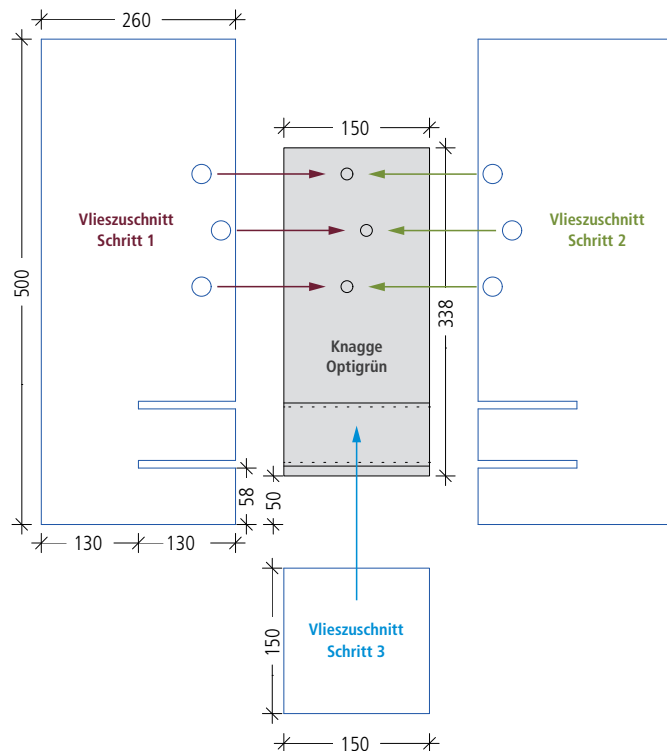 260
150
Vlieszuschnitt
Schritt 1
Vlieszuschnitt
Schritt 2
500
338
Knagge
Optigrün
58
50
130
130
150
Vlieszuschnitt
Schritt 3
150